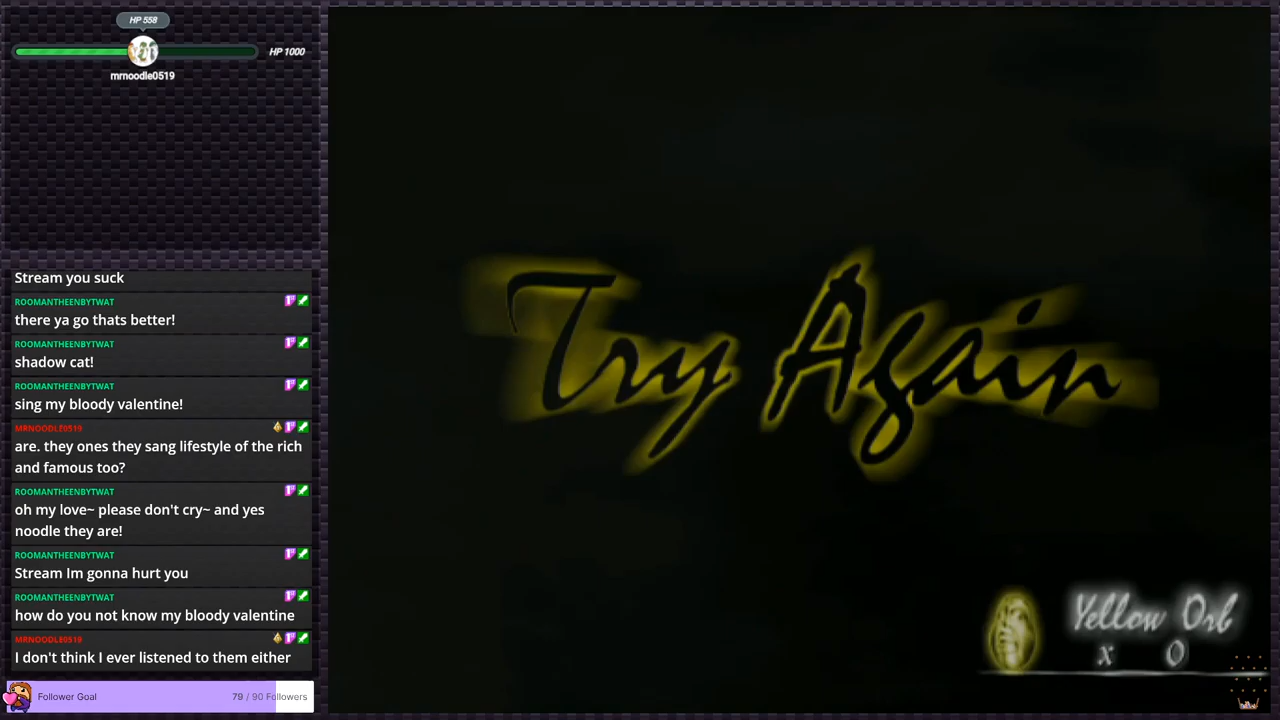 HP 558
HP 1000
mrnoodle0519
Stream you suck
ROOMANTHEENBYTWAT
there ya go thats better!
ROOMANTHEENBYTWAT
shadow cat!
ROOMANTHEENBYTWAT
sing my bloody valentine!
MRNOODLE0519
are. they ones they sang lifestyle of the rich
and famous too?
ROOMANTHEENBYTWAT
oh my love~ please don't cry~ and yes
noodle they are!
ROOMANTHEENBYTWAT
Stream Im gonna hurt you
ROOMANTHEENBYTWAT
how do you not know my bloody valentine
MRNOODLE0519
I don't think I ever listened to them either
Follower Goal
79 / 90 Followers
Try Again
Yellow Orb
x 0